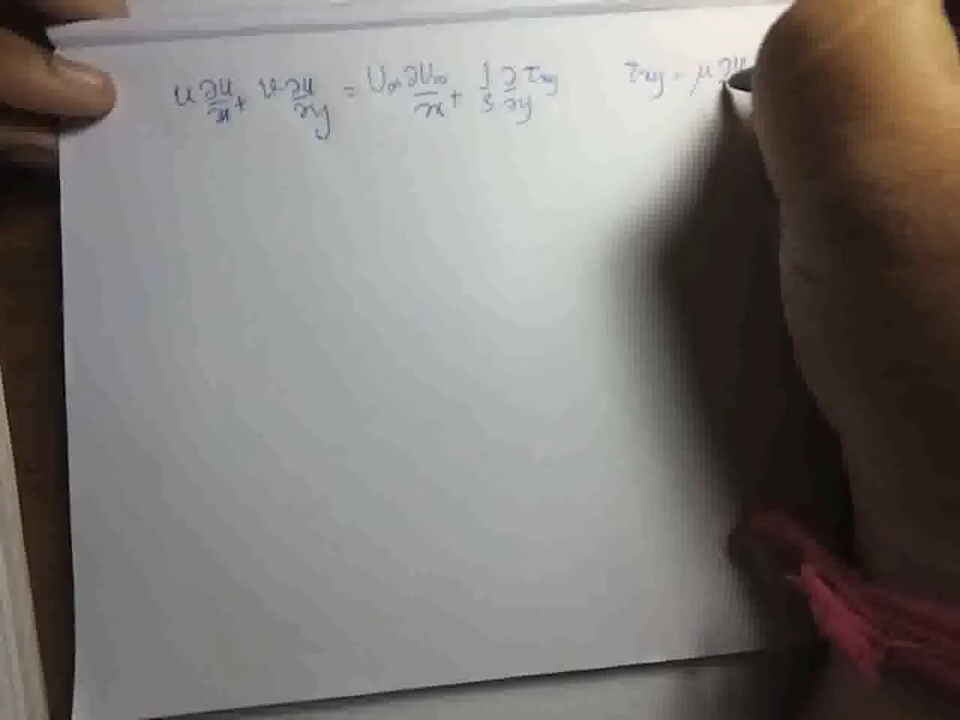 u ∂u/∂x + v ∂u/∂y = U∞ ∂U∞/∂x + 1/ρ ∂τxy/∂y τxy = μ ∂u